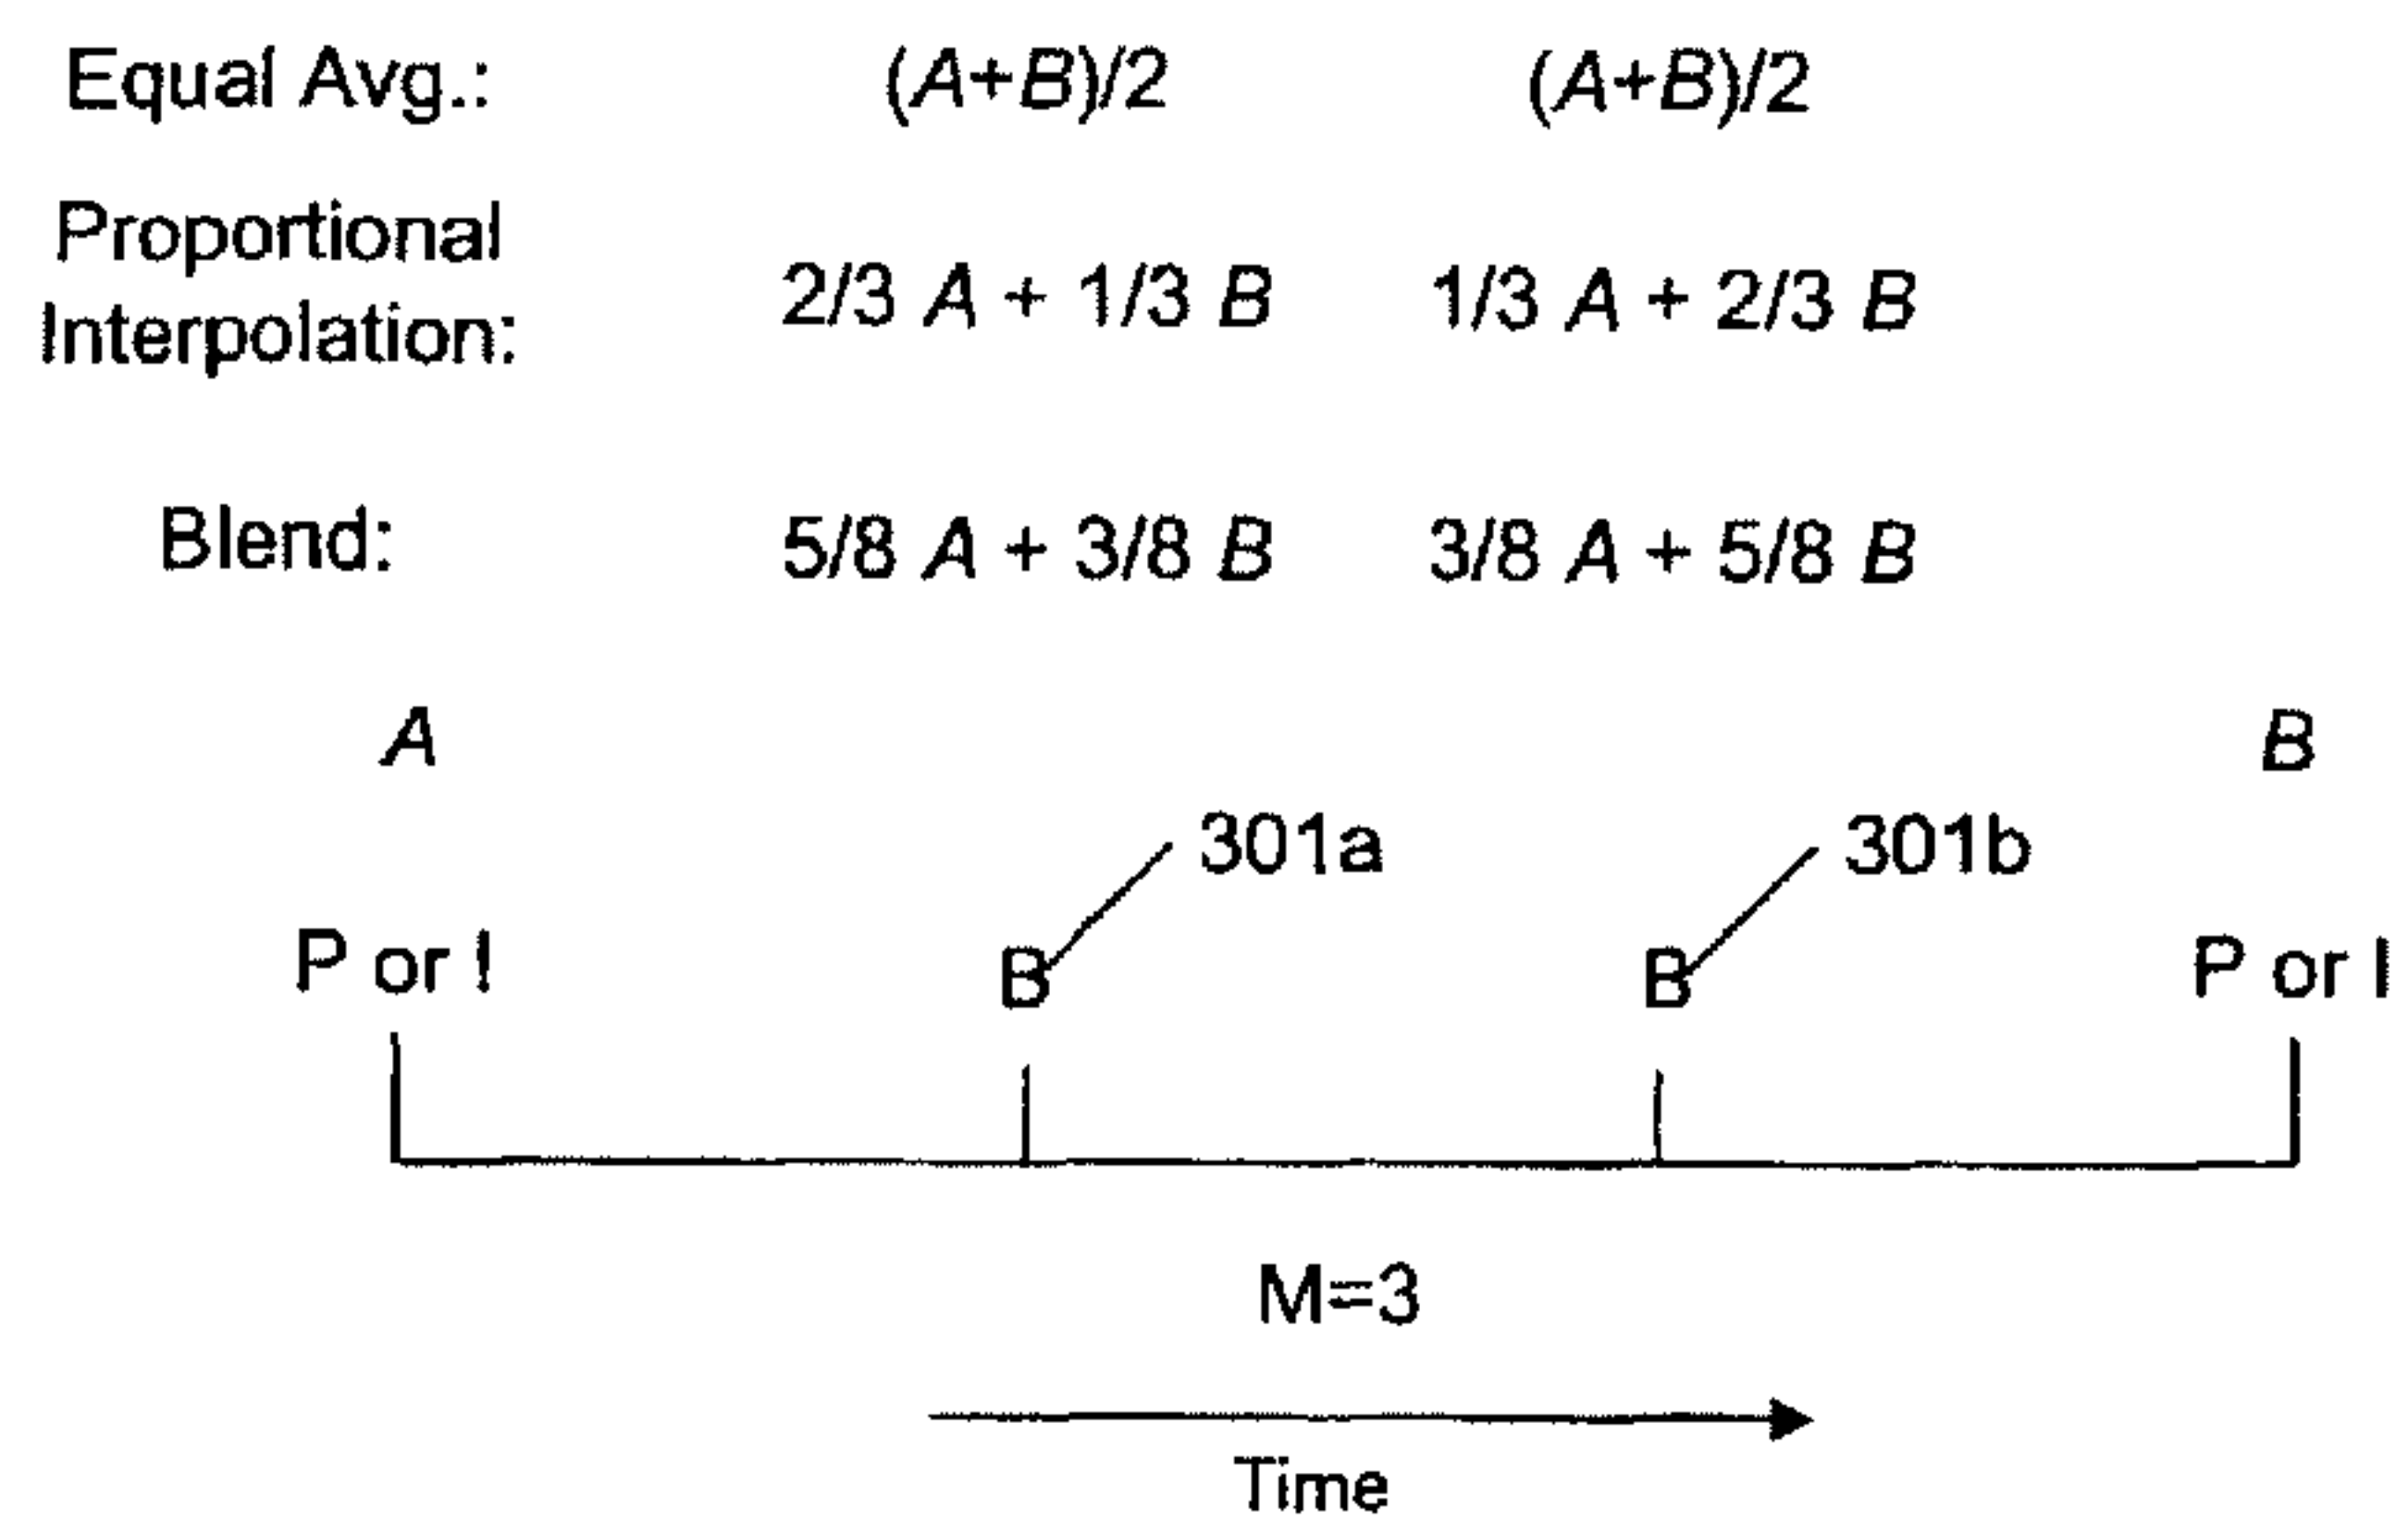 Equal Avg.: (A+B)/2 (A+B)/2
Proportional
Interpolation: 2/3 A + 1/3 B 1/3 A + 2/3 B
Blend: 5/8 A + 3/8 B 3/8 A + 5/8 B
A B
301a 301b
P or I B B P or I
M=3
Time